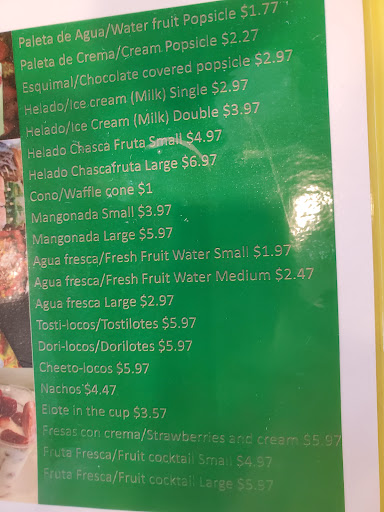 Paleta de Agua/Water fruit Popsicle $1.77
Paleta de Crema/Cream Popsicle $2.27
Esquimal/Chocolate covered popsicle $2.97
Helado/Ice cream (Milk) Single $2.97
Helado/Ice Cream (Milk) Double $3.97
Helado Chasca Fruta Small $4.97
Helado Chascafruta Large $6.97
Cono/Waffle cone $1
Mangonada Small $3.97
Mangonada Large $5.97
Agua fresca/Fresh Fruit Water Small $1.97
Agua fresca/Fresh Fruit Water Medium $2.47
Agua fresca Large $2.97
Tosti-locos/Tostilotes $5.97
Dori-locos/Dorilotes $5.97
Cheeto-locos $5.97
Nachos $4.47
Elote in the cup $3.57
Fresas con crema/Strawberries and cream $5.97
Fruta Fresca/Fruit cocktail Small $4.97
Fruta Fresca/Fruit cocktail Large $5.97